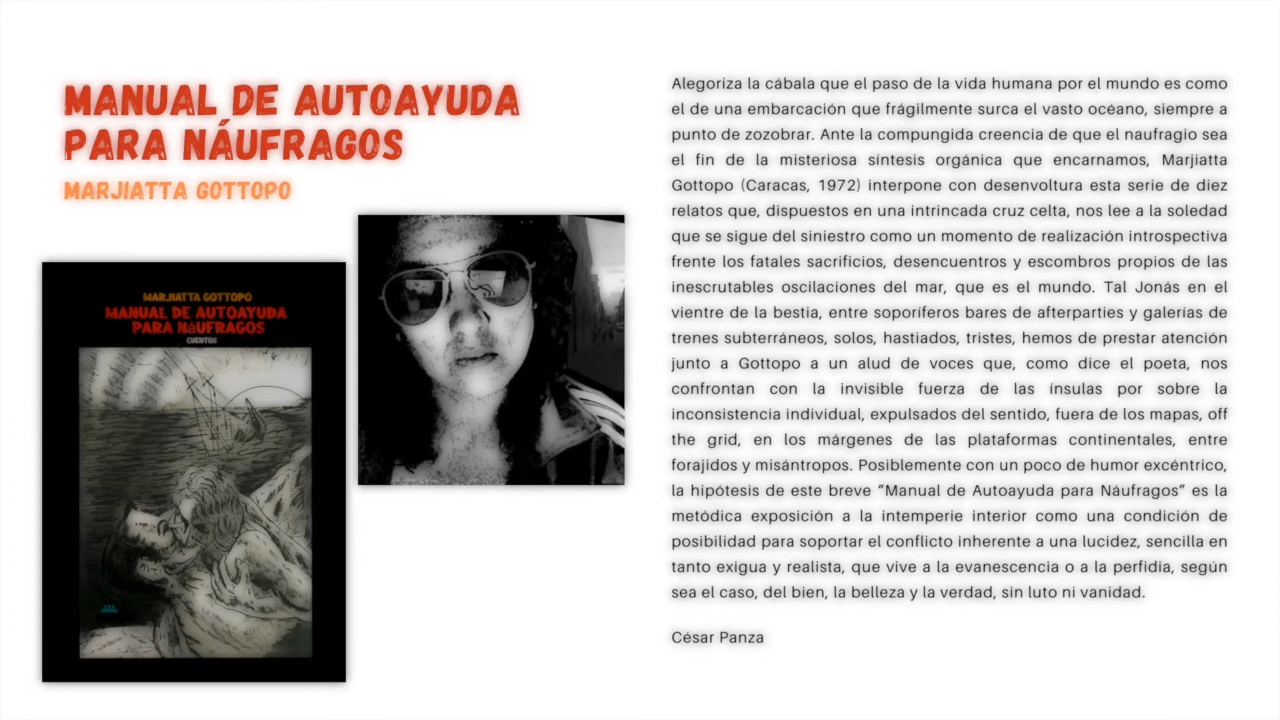 MANUAL DE AUTOAYUDA
PARA NÁUFRAGOS
MARJIATTA GOTTOPO
MARJIATTA GOTTOPO
MANUAL DE AUTOAYUDA
PARA NáUFRAGOS
CUENTOS
Alegoriza la cábala que el paso de la vida humana por el mundo es como
el de una embarcación que frágilmente surca el vasto océano, siempre a
punto de zozobrar. Ante la compungida creencia de que el naufragio sea
el fin de la misteriosa síntesis orgánica que encarnamos, Marjiatta
Gottopo (Caracas, 1972) interpone con desenvoltura esta serie de diez
relatos que, dispuestos en una intrincada cruz celta, nos lee a la soledad
que se sigue del siniestro como un momento de realización introspectiva
frente los fatales sacrificios, desencuentros y escombros propios de las
inescrutables oscilaciones del mar, que es el mundo. Tal Jonás en el
vientre de la bestia, entre soporíferos bares de afterparties y galerías de
trenes subterráneos, solos, hastiados, tristes, hemos de prestar atención
junto a Gottopo a un alud de voces que, como dice el poeta, nos
confrontan con la invisible fuerza de las ínsulas por sobre la
inconsistencia individual, expulsados del sentido, fuera de los mapas, off
the grid, en los márgenes de las plataformas continentales, entre
forajidos y misántropos. Posiblemente con un poco de humor excéntrico,
la hipótesis de este breve “Manual de Autoayuda para Náufragos” es la
metódica exposición a la intemperie interior como una condición de
posibilidad para soportar el conflicto inherente a una lucidez, sencilla en
tanto exigua y realista, que vive a la evanescencia o a la perfidia, según
sea el caso, del bien, la belleza y la verdad, sin luto ni vanidad.
César Panza